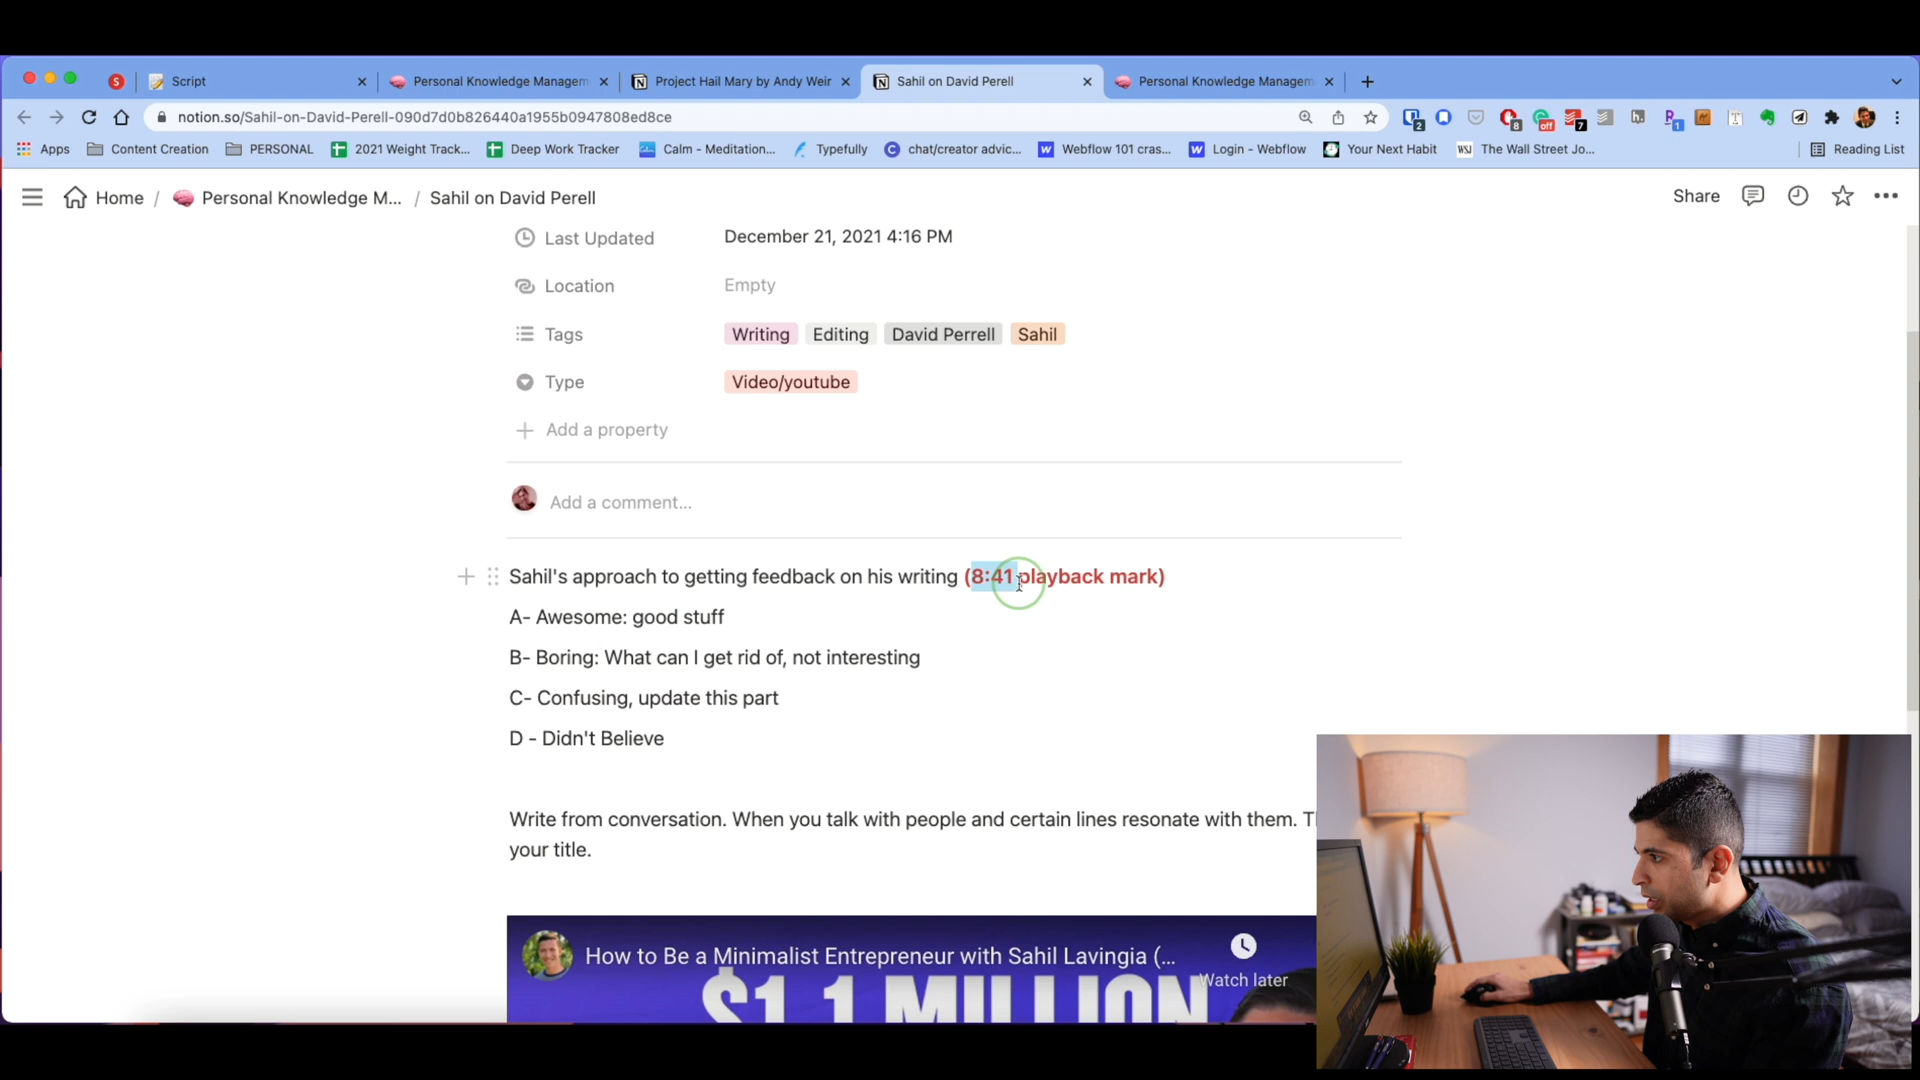 S Script Personal Knowledge Managem Project Hail Mary by Andy Weir Sahil on David Perell Personal Knowledge Managem
notion.so/Sahil-on-David-Perell-090d7d0b826440a1955b0947808ed8ce 2 8 off 7 1
Apps Content Creation PERSONAL 2021 Weight Track... Deep Work Tracker Calm - Meditation... Typefully chat/creator advic... Webflow 101 cras... Login - Webflow Your Next Habit WSJ The Wall Street Jo... Reading List
Home / Personal Knowledge M... / Sahil on David Perell Share
Last Updated December 21, 2021 4:16 PM
Location Empty
Tags Writing Editing David Perrell Sahil
Type Video/youtube
Add a property
Add a comment...
Sahil's approach to getting feedback on his writing (8:41 playback mark)
A- Awesome: good stuff
B- Boring: What can I get rid of, not interesting
C- Confusing, update this part
D - Didn't Believe
Write from conversation. When you talk with people and certain lines resonate with them.
your title.
How to Be a Minimalist Entrepreneur with Sahil Lavingia (...
Watch later
$1.1 MILLION